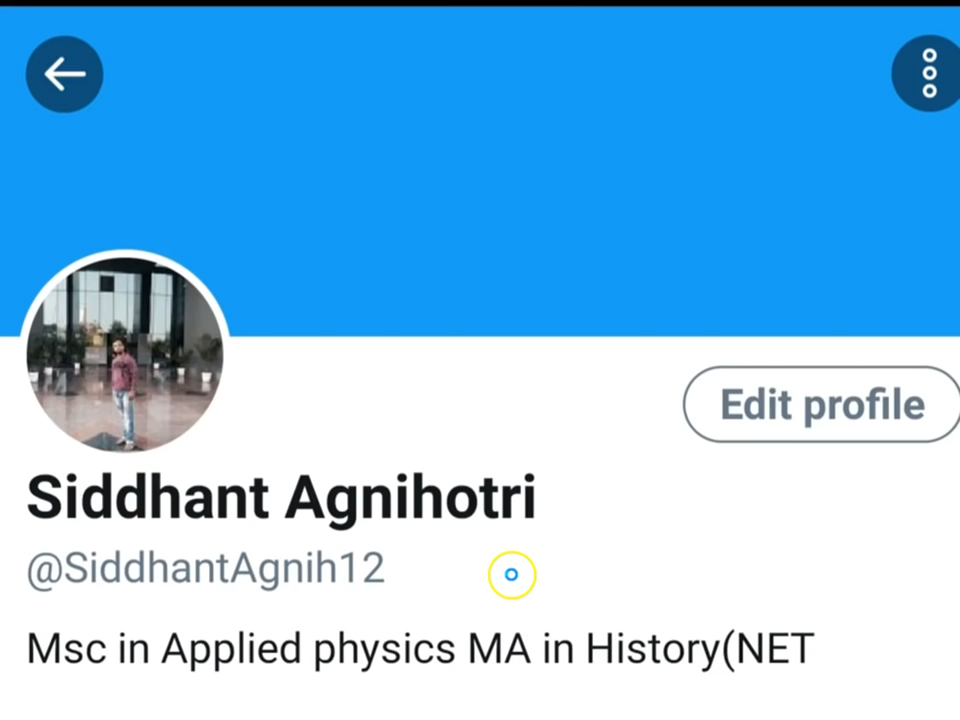 Edit profile
Siddhant Agnihotri
@SiddhantAgnih12
Msc in Applied physics MA in History(NET